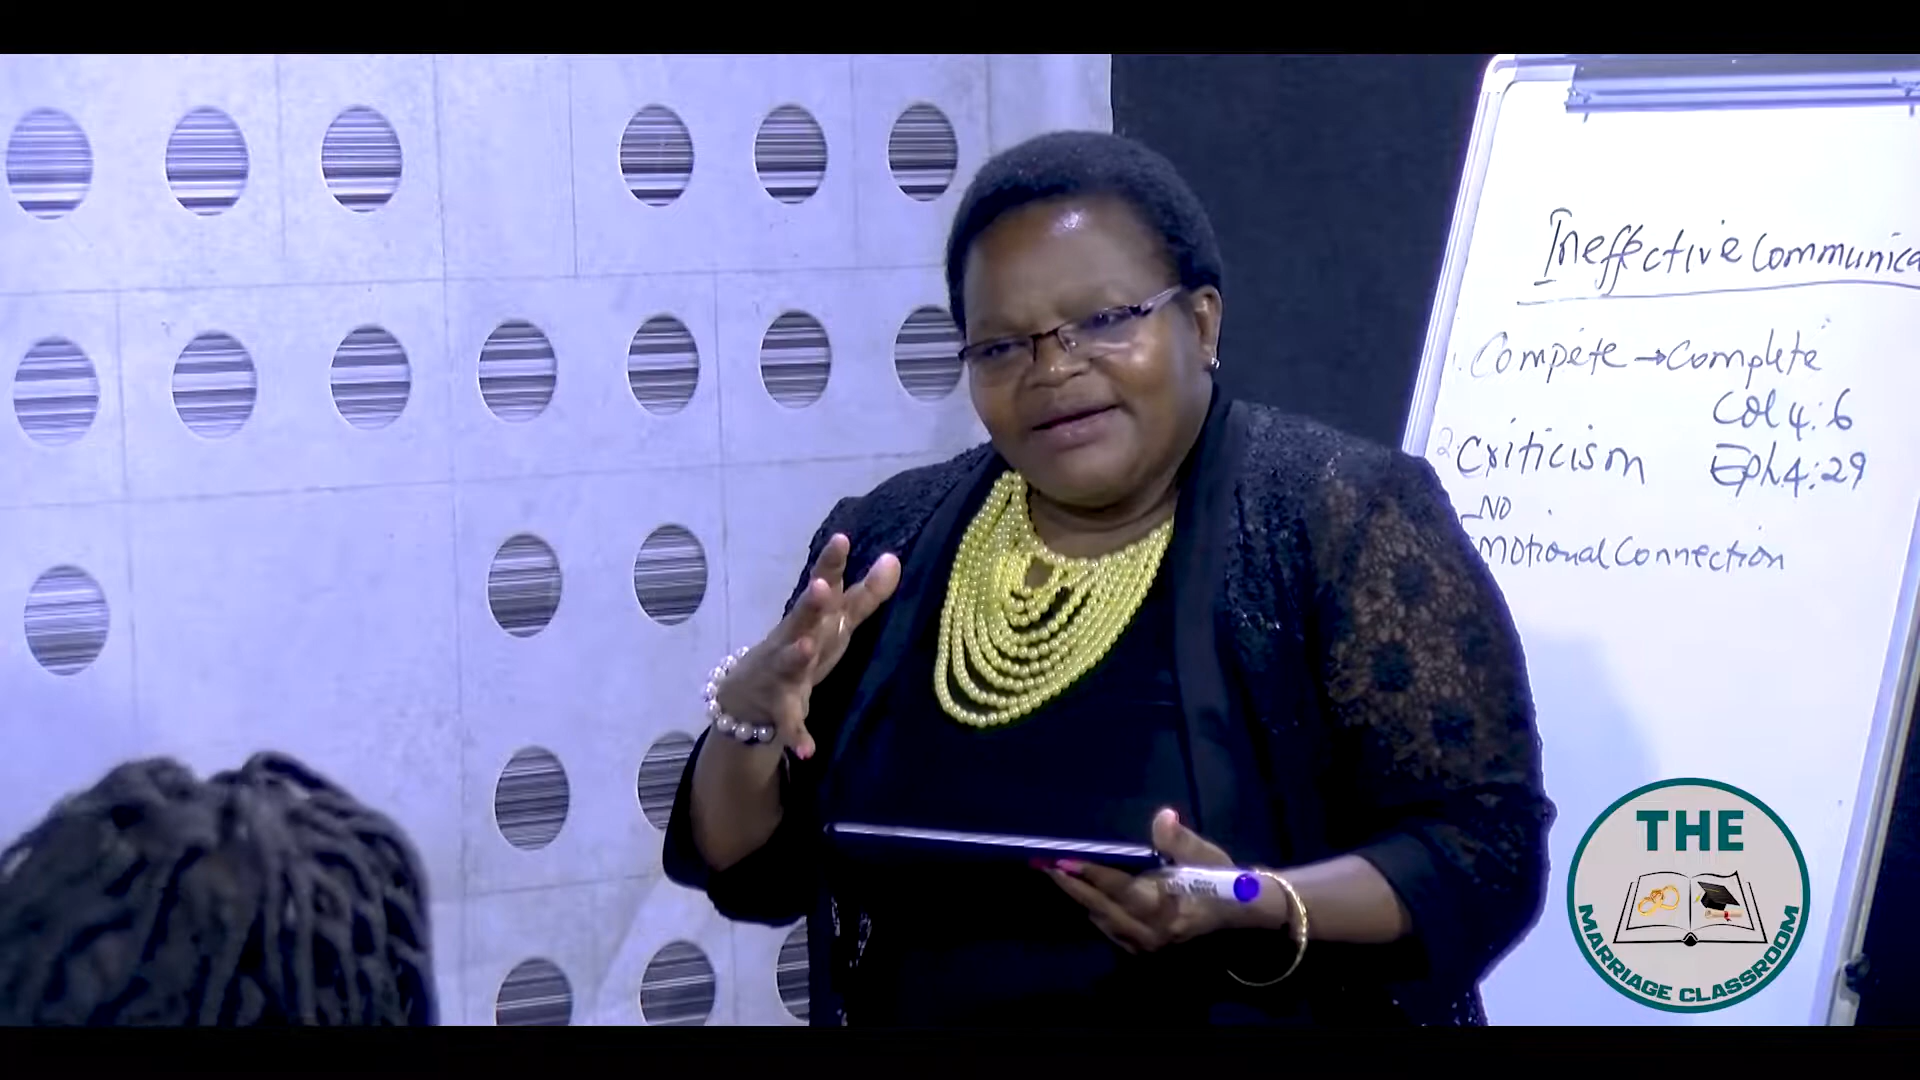 Ineffective Communica
1. Compete → Complete
Col 4:6
2. Criticism Eph 4:29
NO
Emotional Connection
THE
MARRIAGE CLASSROOM